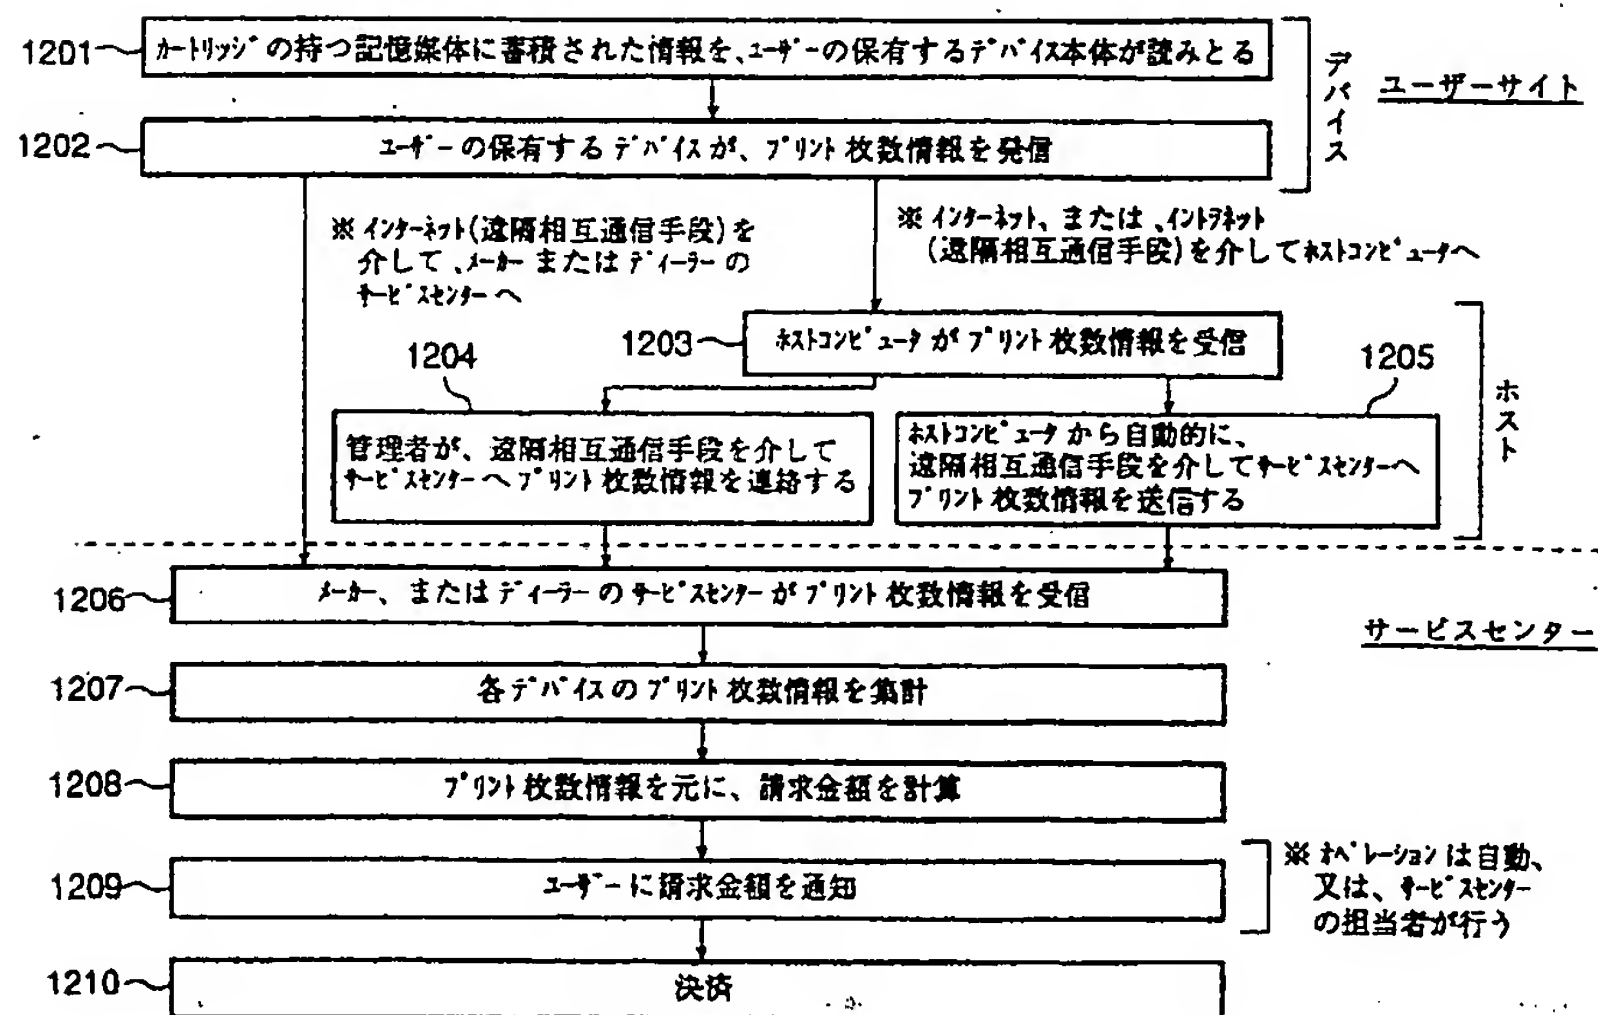 1201 ｶｰﾄﾘｯｼﾞの持つ記憶媒体に蓄積された情報を、ﾕｰｻﾞｰの保有するﾃﾞﾊﾞｲｽ本体が読みとる
デバイス
ユーザーサイト
1202 ﾕｰｻﾞｰの保有するﾃﾞﾊﾞｲｽが、ﾌﾟﾘﾝﾄ枚数情報を発信
※ｲﾝﾀｰﾈｯﾄ(遠隔相互通信手段)を
介して、ﾒｰｶｰまたはﾃﾞｨｰﾗｰの
ｻｰﾋﾞｽｾﾝﾀｰへ
※ｲﾝﾀｰﾈｯﾄ、または、ｲﾝﾄﾗﾈｯﾄ
(遠隔相互通信手段)を介してﾎｽﾄｺﾝﾋﾟｭｰﾀへ
1203 ﾎｽﾄｺﾝﾋﾟｭｰﾀがﾌﾟﾘﾝﾄ枚数情報を受信
ホスト
1204
管理者が、遠隔相互通信手段を介して
ｻｰﾋﾞｽｾﾝﾀｰへﾌﾟﾘﾝﾄ枚数情報を連絡する
1205
ﾎｽﾄｺﾝﾋﾟｭｰﾀから自動的に、
遠隔相互通信手段を介してｻｰﾋﾞｽｾﾝﾀｰへ
ﾌﾟﾘﾝﾄ枚数情報を送信する
1206 ﾒｰｶｰ、またはﾃﾞｨｰﾗｰのｻｰﾋﾞｽｾﾝﾀｰがﾌﾟﾘﾝﾄ枚数情報を受信
サービスセンター
1207 各ﾃﾞﾊﾞｲｽのﾌﾟﾘﾝﾄ枚数情報を集計
1208 ﾌﾟﾘﾝﾄ枚数情報を元に、請求金額を計算
1209 ﾕｰｻﾞｰに請求金額を通知
※ｵﾍﾟﾚｰｼｮﾝは自動、
又は、ｻｰﾋﾞｽｾﾝﾀｰ
の担当者が行う
1210 決済